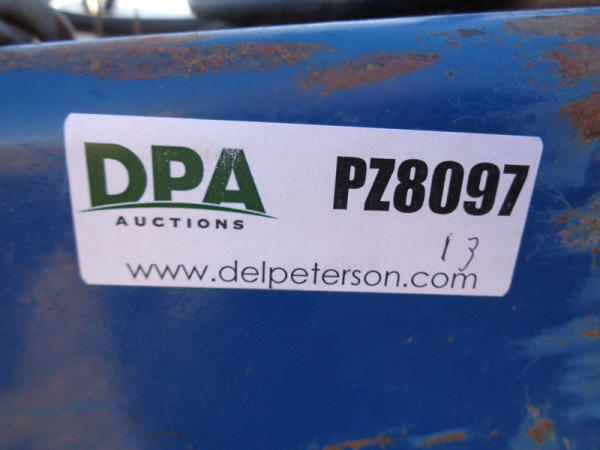 DPA
AUCTIONS
PZ8097
13
www.delpeterson.com